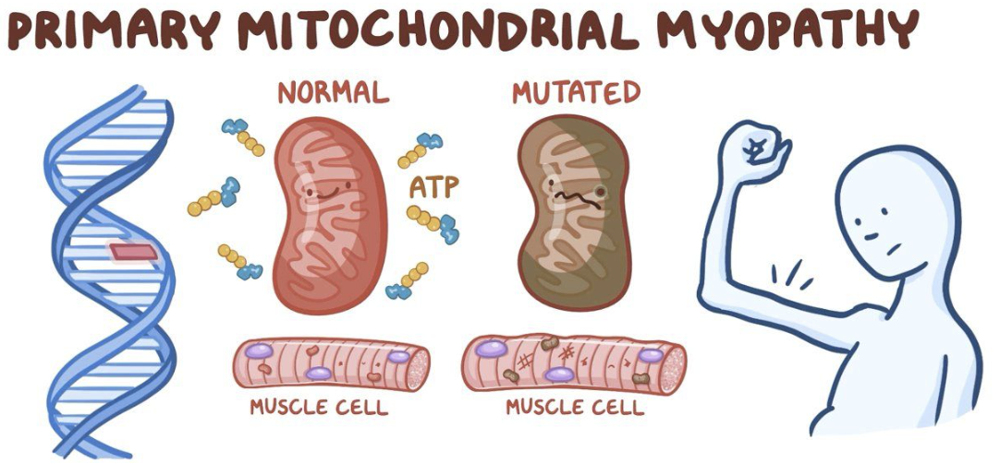 PRIMARY MITOCHONDRIAL MYOPATHY
NORMAL
MUTATED
ATP
MUSCLE CELL
MUSCLE CELL